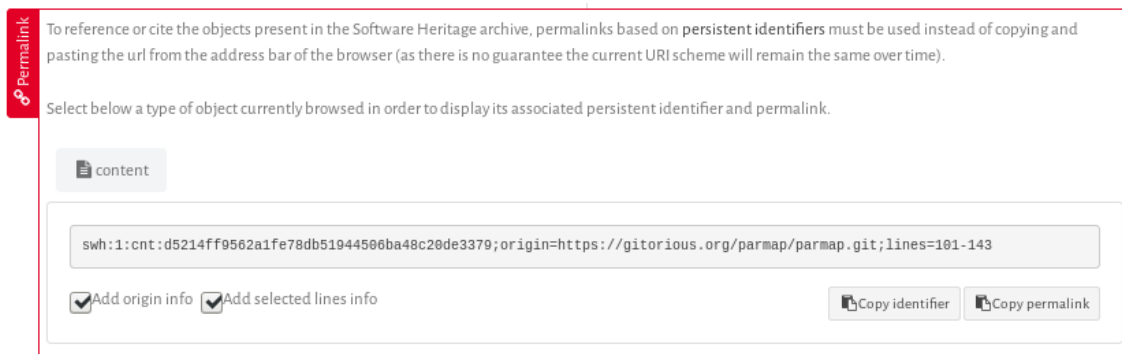 Permalink
To reference or cite the objects present in the Software Heritage archive, permalinks based on persistent identifiers must be used instead of copying and
pasting the url from the address bar of the browser (as there is no guarantee the current URI scheme will remain the same over time).
Select below a type of object currently browsed in order to display its associated persistent identifier and permalink.
content
swh:1:cnt:d5214ff9562a1fe78db51944506ba48c20de3379;origin=https://gitorious.org/parmap/parmap.git;lines=101-143
Add origin info Add selected lines info Copy identifier Copy permalink